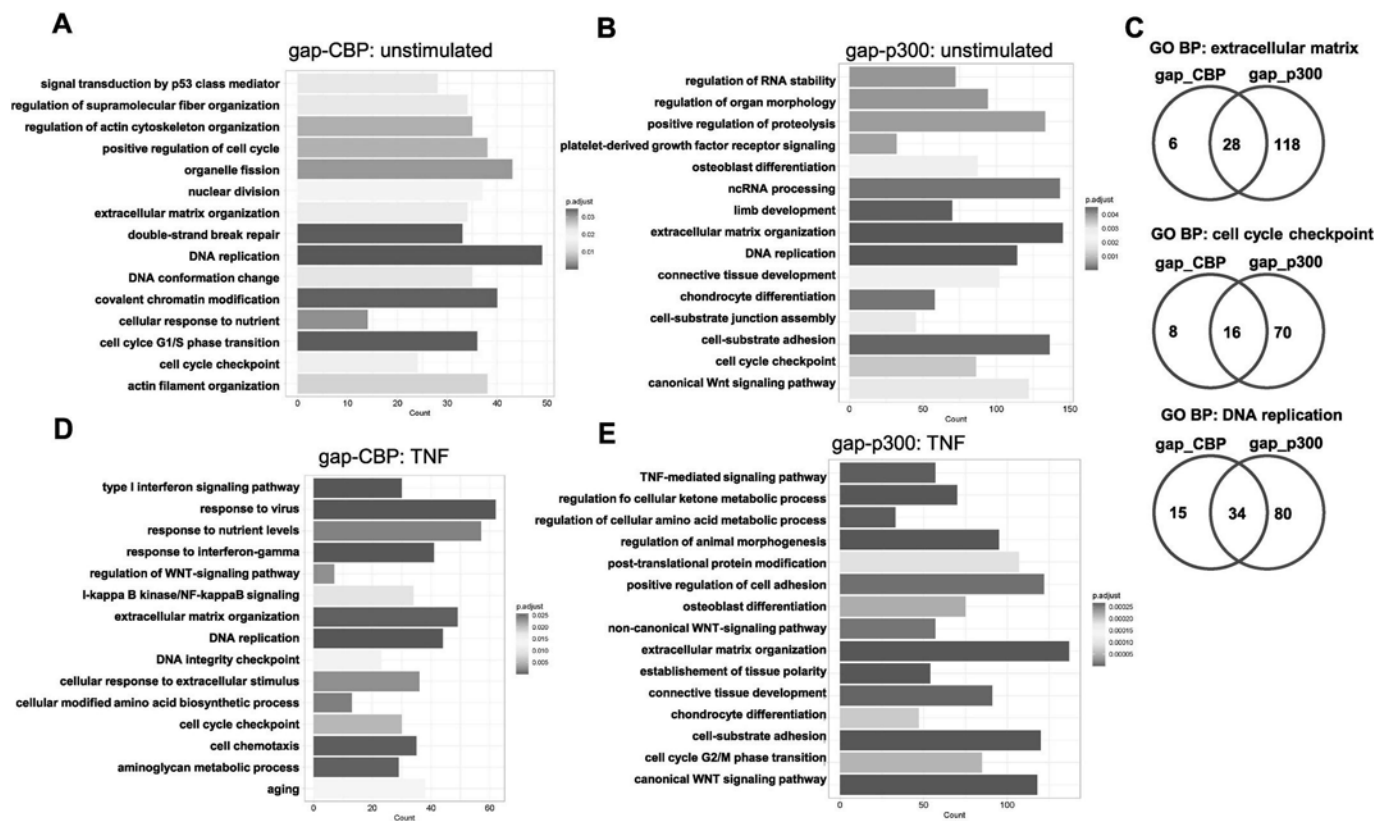 A
gap-CBP: unstimulated
signal transduction by p53 class mediator
regulation of supramolecular fiber organization
regulation of actin cytoskeleton organization
positive regulation of cell cycle
organelle fission
nuclear division
extracellular matrix organization
double-strand break repair
DNA replication
DNA conformation change
covalent chromatin modification
cellular response to nutrient
cell cylce G1/S phase transition
cell cycle checkpoint
actin filament organization
0 10 20 30 40 50
Count
p.adjust
0.03
0.02
0.01
B
gap-p300: unstimulated
regulation of RNA stability
regulation of organ morphology
positive regulation of proteolysis
platelet-derived growth factor receptor signaling
osteoblast differentiation
ncRNA processing
limb development
extracellular matrix organization
DNA replication
connective tissue development
chondrocyte differentiation
cell-substrate junction assembly
cell-substrate adhesion
cell cycle checkpoint
canonical Wnt signaling pathway
0 50 100 150
Count
p.adjust
0.004
0.003
0.002
0.001
C
GO BP: extracellular matrix
gap_CBP gap_p300
6 28 118
GO BP: cell cycle checkpoint
gap_CBP gap_p300
8 16 70
GO BP: DNA replication
gap_CBP gap_p300
15 34 80
D
gap-CBP: TNF
type I interferon signaling pathway
response to virus
response to nutrient levels
response to interferon-gamma
regulation of WNT-signaling pathway
I-kappa B kinase/NF-kappaB signaling
extracellular matrix organization
DNA replication
DNA integrity checkpoint
cellular response to extracellular stimulus
cellular modified amino acid biosynthetic process
cell cycle checkpoint
cell chemotaxis
aminoglycan metabolic process
aging
0 20 40 60
Count
p.adjust
0.025
0.020
0.015
0.010
0.005
E
gap-p300: TNF
TNF-mediated signaling pathway
regulation fo cellular ketone metabolic process
regulation of cellular amino acid metabolic process
regulation of animal morphogenesis
post-translational protein modification
positive regulation of cell adhesion
osteoblast differentiation
non-canonical WNT-signaling pathway
extracellular matrix organization
establishement of tissue polarity
connective tissue development
chondrocyte differentiation
cell-substrate adhesion
cell cycle G2/M phase transition
canonical WNT signaling pathway
0 50 100
Count
p.adjust
0.00025
0.00020
0.00015
0.00010
0.00005